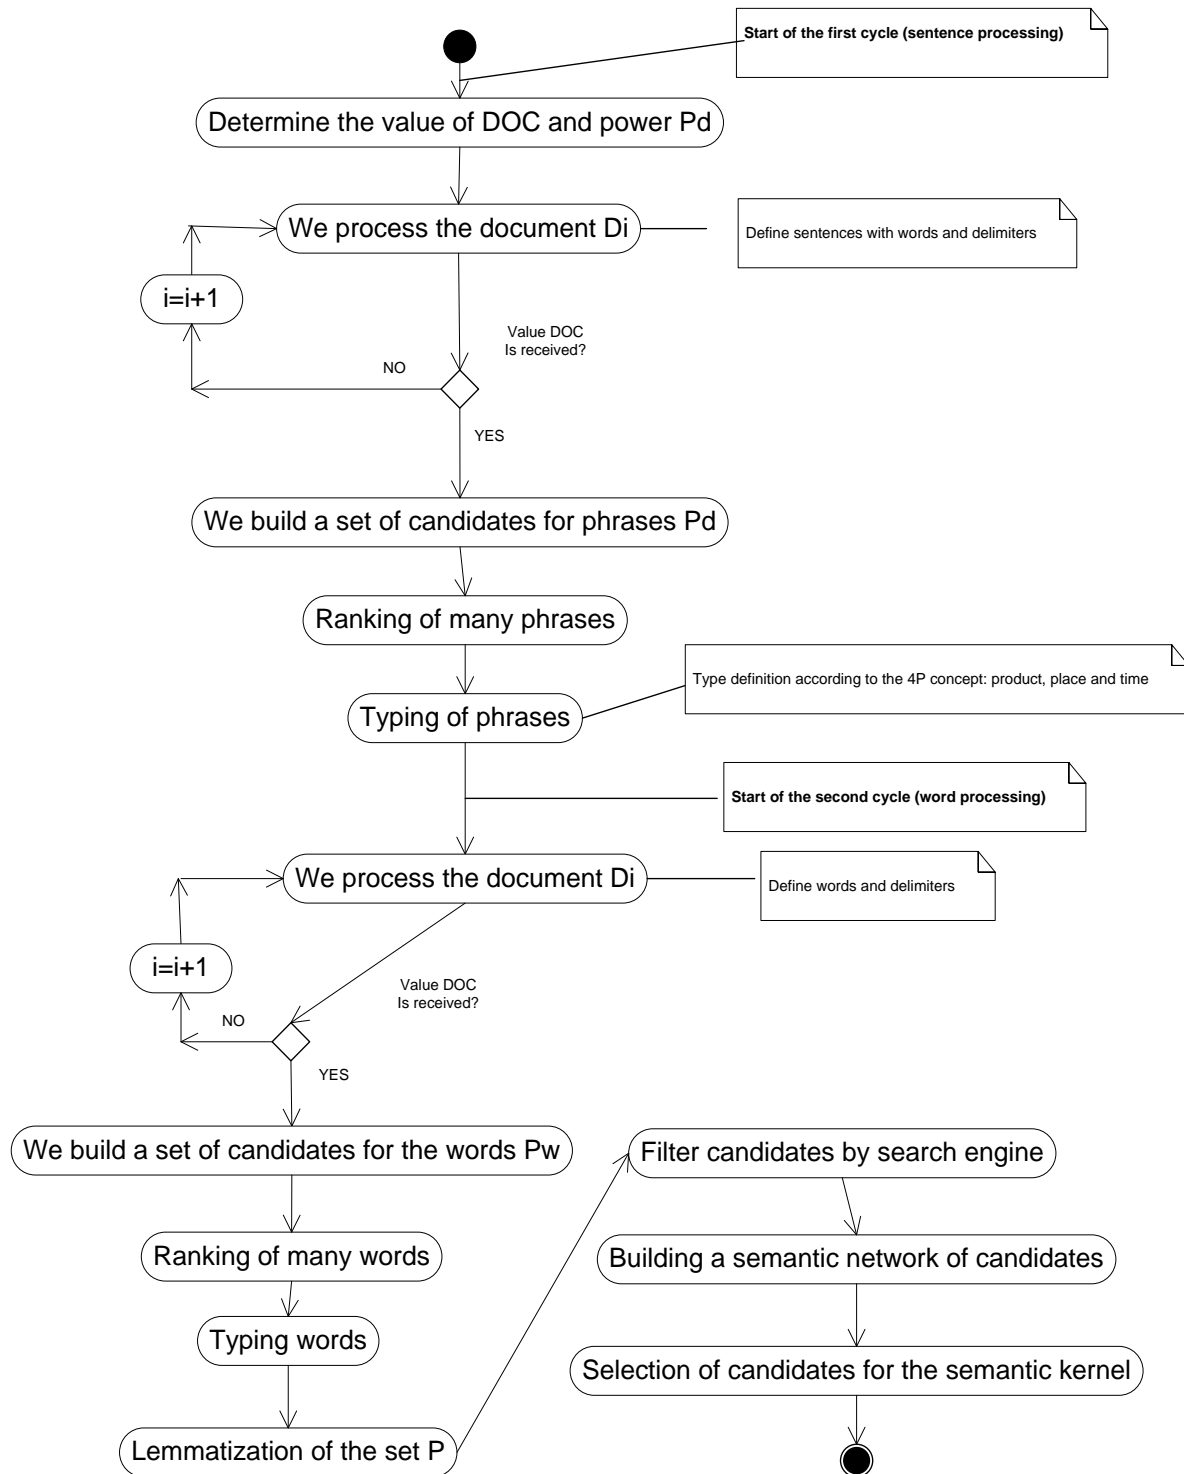 Start of the first cycle (sentence processing)
Determine the value of DOC and power Pd
We process the document Di
Define sentences with words and delimiters
i=i+1
Value DOC
Is received?
NO
YES
We build a set of candidates for phrases Pd
Ranking of many phrases
Type definition according to the 4P concept: product, place and time
Typing of phrases
Start of the second cycle (word processing)
We process the document Di
Define words and delimiters
i=i+1
Value DOC
Is received?
NO
YES
We build a set of candidates for the words Pw
Ranking of many words
Typing words
Lemmatization of the set P
Filter candidates by search engine
Building a semantic network of candidates
Selection of candidates for the semantic kernel